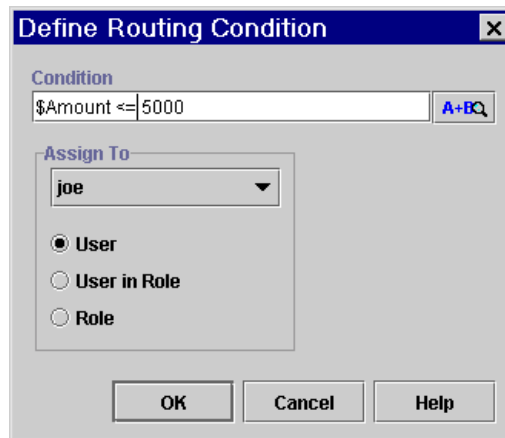 Define Routing Condition
Condition
$Amount <= 5000
A+B
Assign To
joe
User
User in Role
Role
OK Cancel Help